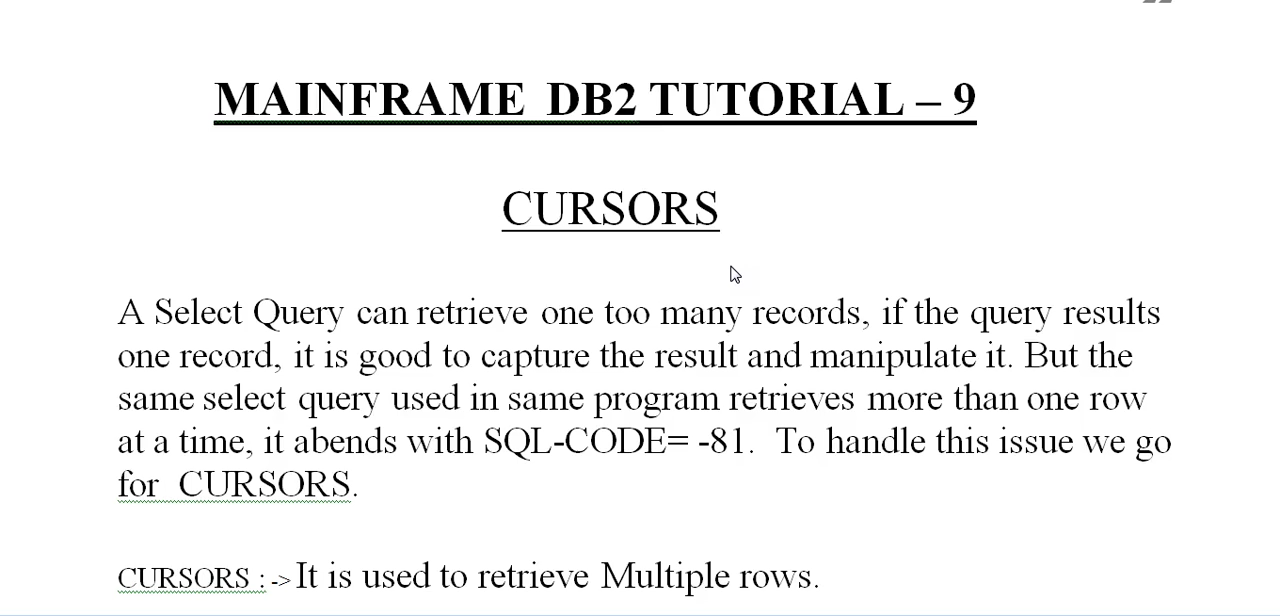 MAINFRAME DB2 TUTORIAL – 9
CURSORS
A Select Query can retrieve one too many records, if the query results
one record, it is good to capture the result and manipulate it. But the
same select query used in same program retrieves more than one row
at a time, it abends with SQL-CODE= -81. To handle this issue we go
for CURSORS.
CURSORS : -> It is used to retrieve Multiple rows.